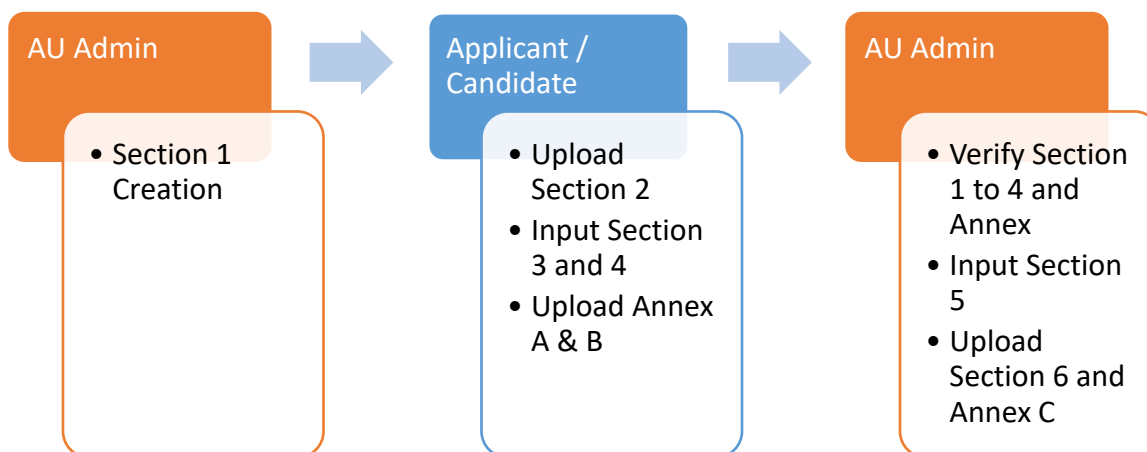 AU Admin
• Section 1
Creation
Applicant /
Candidate
• Upload
Section 2
• Input Section
3 and 4
• Upload Annex
A & B
AU Admin
• Verify Section
1 to 4 and
Annex
• Input Section
5
• Upload
Section 6 and
Annex C